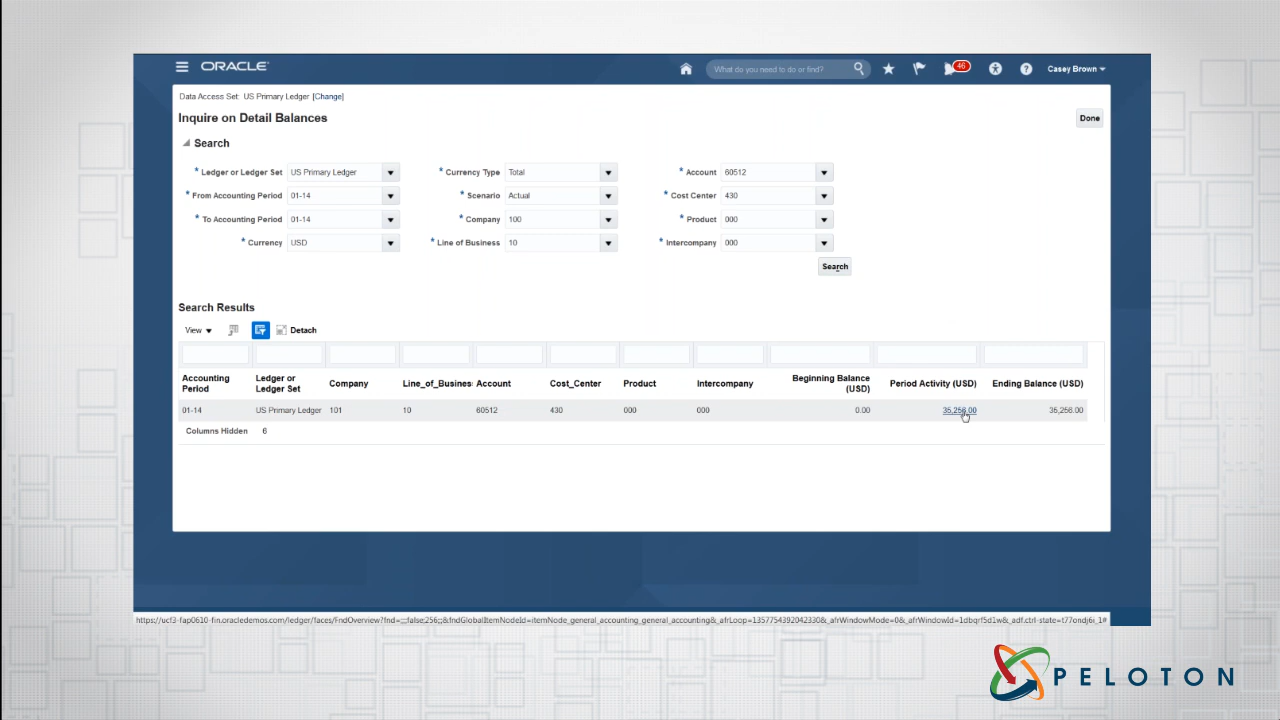 ORACLE
What do you need to do or find?
46
Casey Brown
Data Access Set: US Primary Ledger [Change]
Inquire on Detail Balances
Done
Search
* Ledger or Ledger Set US Primary Ledger
* Currency Type Total
* Account 60512
* From Accounting Period 01-14
* Scenario Actual
* Cost Center 430
* To Accounting Period 01-14
* Company 100
* Product 000
* Currency USD
* Line of Business 10
* Intercompany 000
Search
Search Results
View
Detach
Accounting Period
Ledger or Ledger Set
Company
Line_of_Business
Account
Cost_Center
Product
Intercompany
Beginning Balance (USD)
Period Activity (USD)
Ending Balance (USD)
01-14 US Primary Ledger 101 10 60512 430 000 000 0.00 35,256.00 35,256.00
Columns Hidden 6
PELOTON